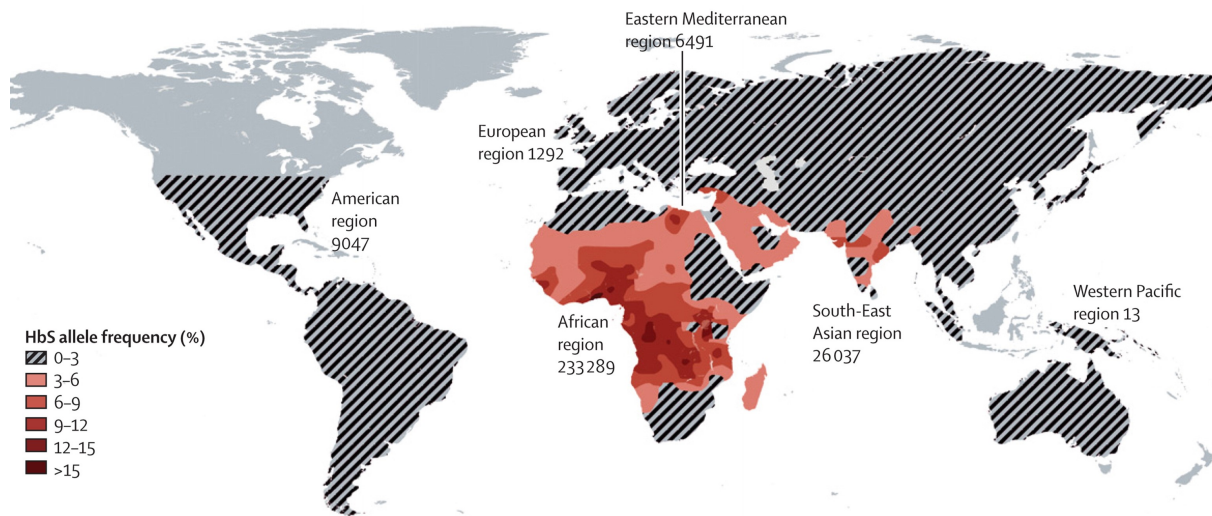 Eastern Mediterranean
region 6491
European
region 1292
American
region
9047
African
region
233 289
South-East
Asian region
26 037
Western Pacific
region 13
HbS allele frequency (%)
0–3
3–6
6–9
9–12
12–15
>15